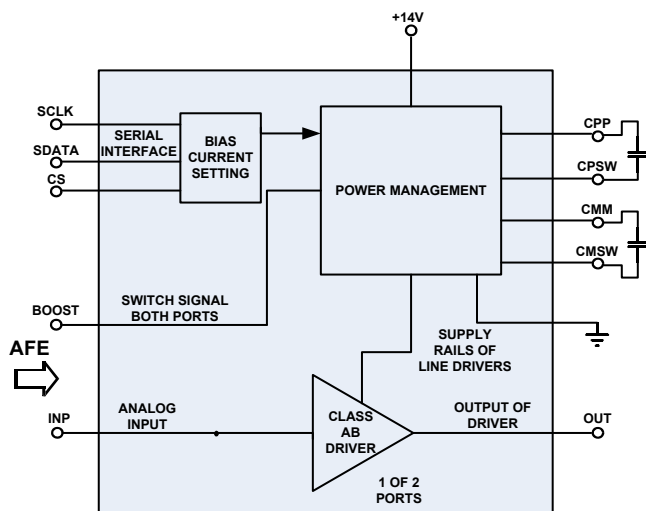 +14V
SCLK
SDATA
CS
SERIAL
INTERFACE
BIAS
CURRENT
SETTING
POWER MANAGEMENT
CPP
CPSW
CMM
CMSW
BOOST
SWITCH SIGNAL
BOTH PORTS
SUPPLY
RAILS OF
LINE DRIVERS
AFE
INP
ANALOG
INPUT
CLASS
AB
DRIVER
OUTPUT OF
DRIVER
OUT
1 OF 2
PORTS